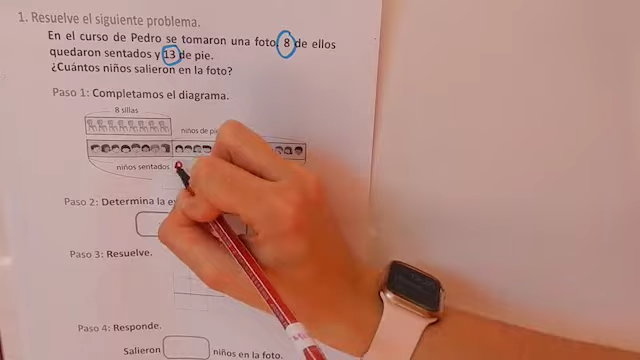 1. Resuelve el siguiente problema.
En el curso de Pedro se tomaron una foto, 8 de ellos
quedaron sentados y 13 de pie.
¿Cuántos niños salieron en la foto?
Paso 1: Completamos el diagrama.
8 sillas
niños de
niños sentados
Paso 2: Determina la
Paso 3: Resuelve.
Paso 4: Responde.
Salieron niños en la foto.